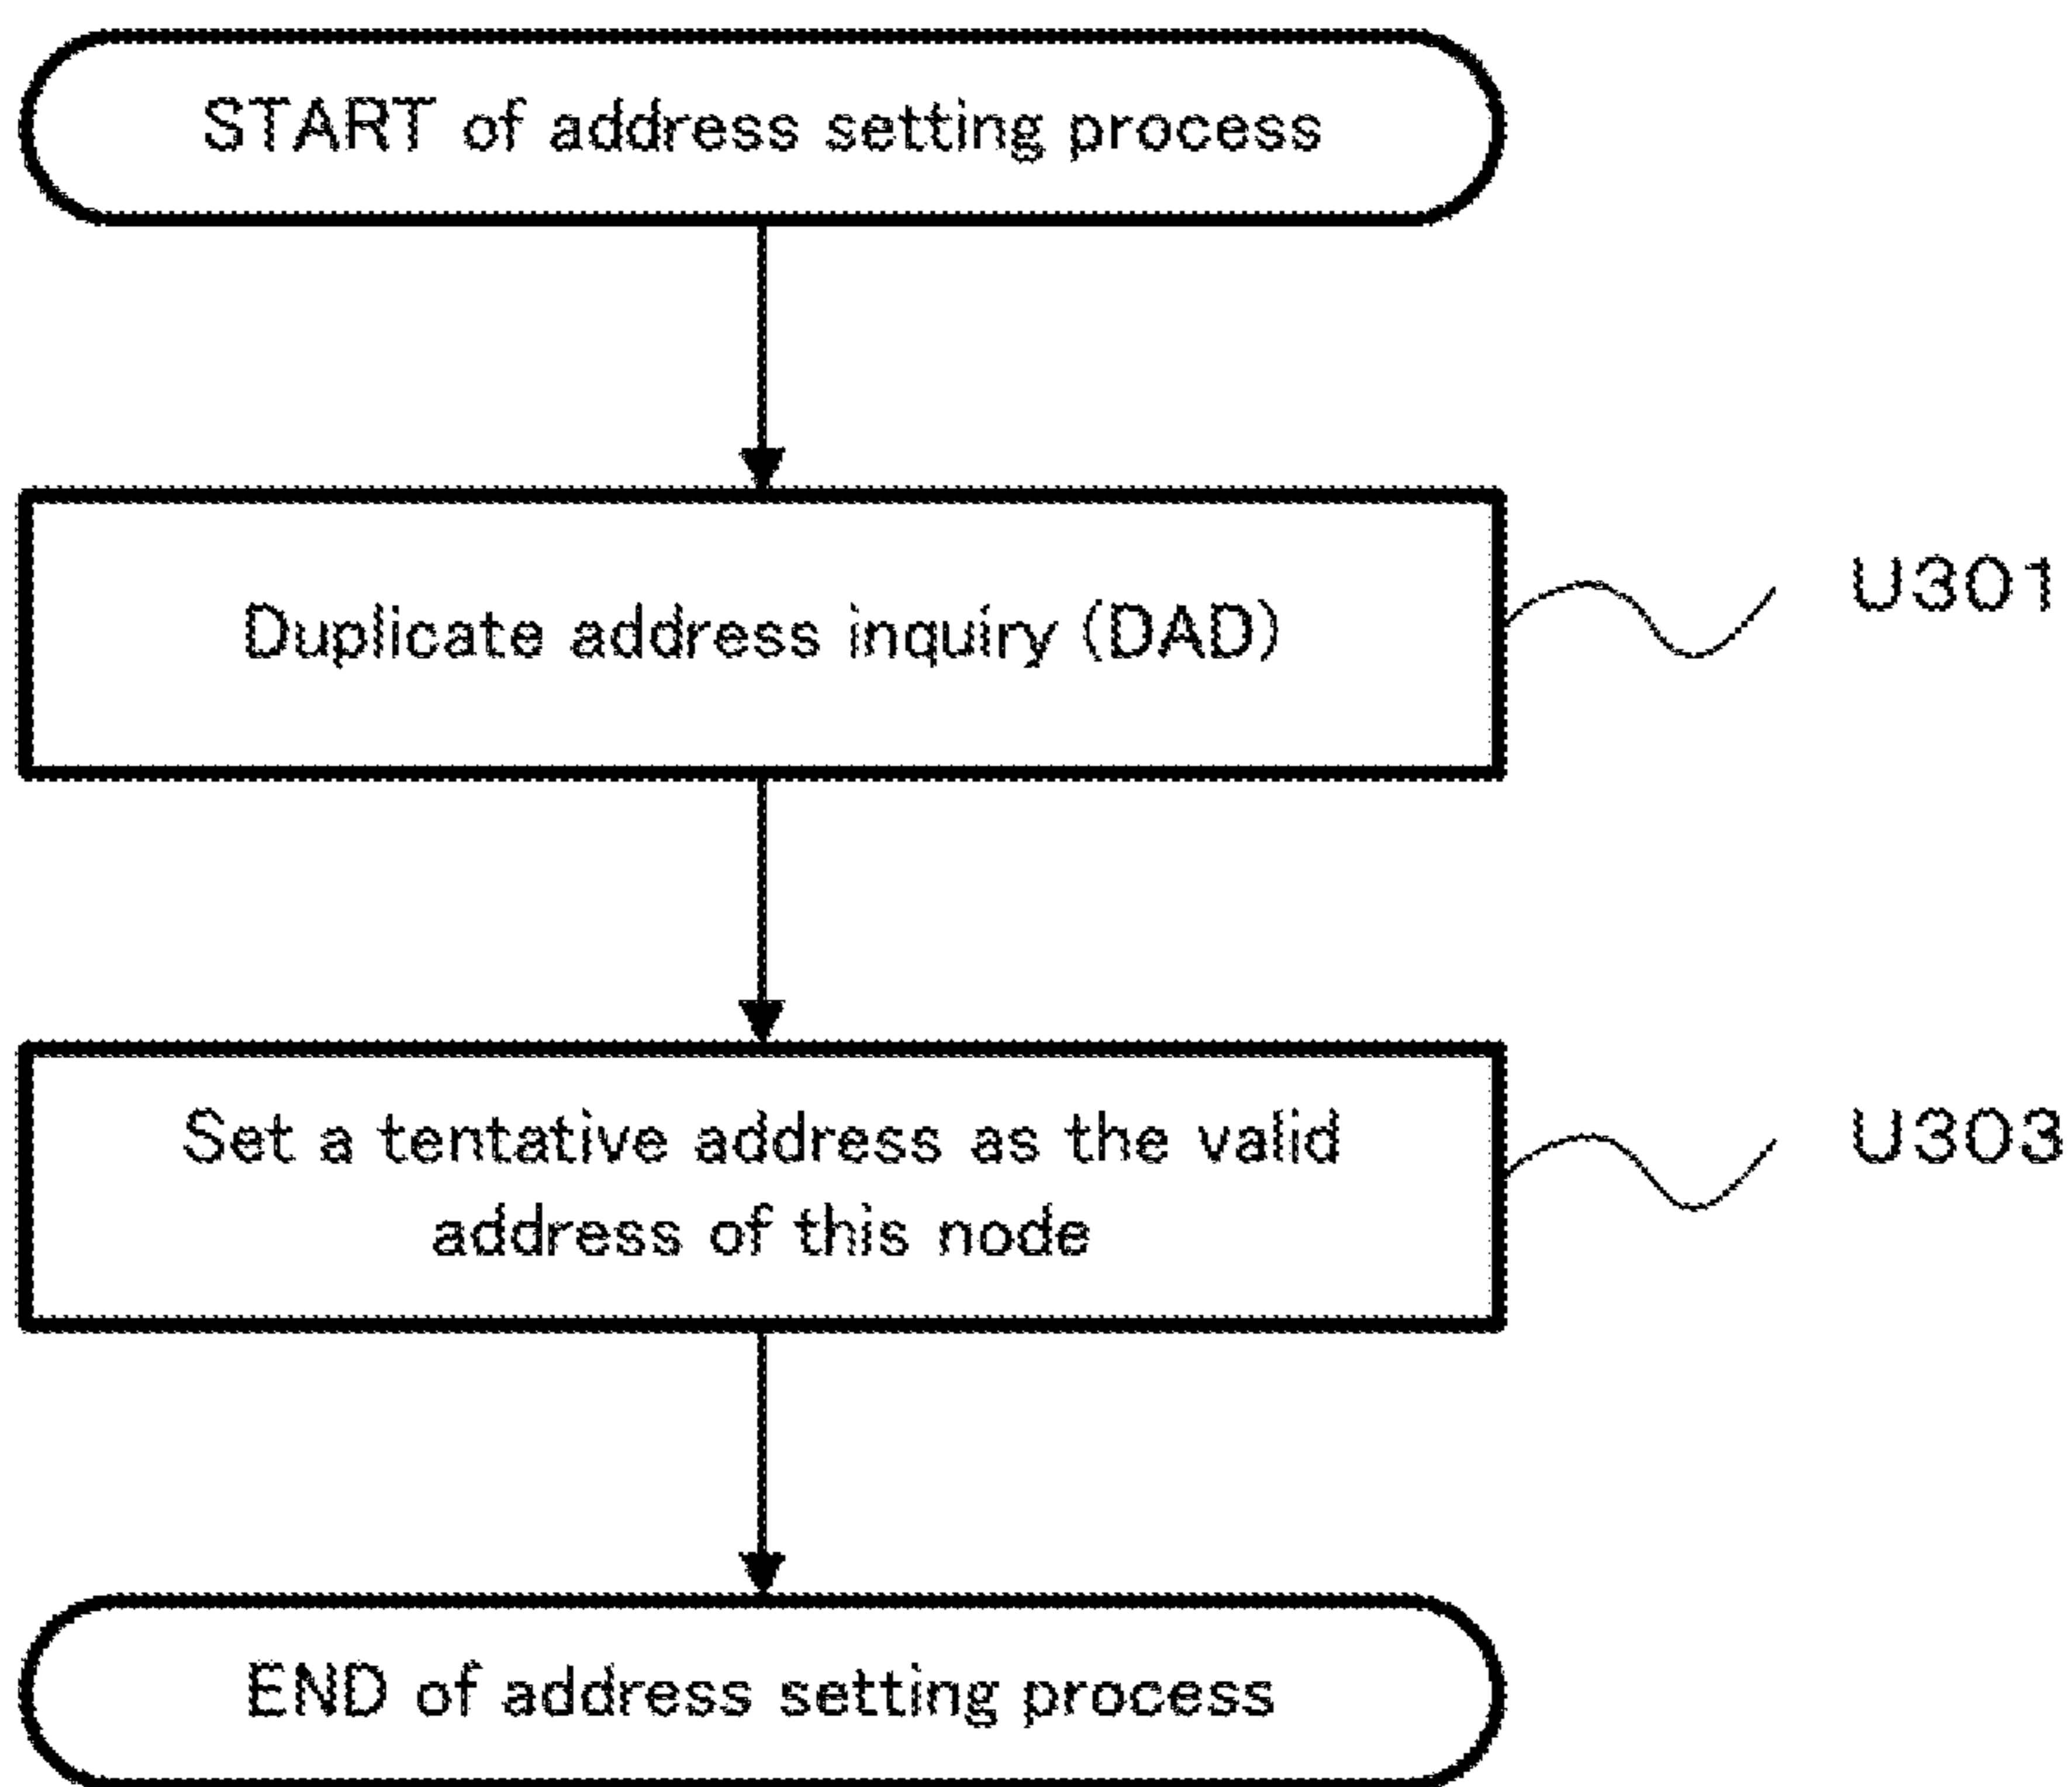 START of address setting process
Duplicate address inquiry (DAD)
U301
Set a tentative address as the valid
address of this node
U303
END of address setting process